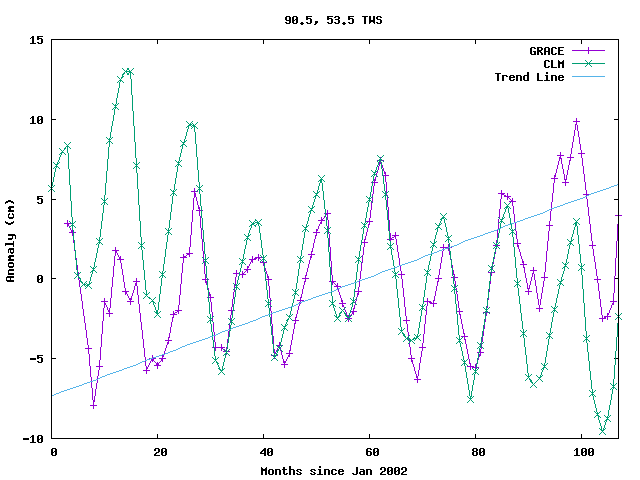 90.5, 53.5 TWS
15
10
5
0
-5
-10
0 20 40 60 80 100
Anomaly (cm)
Months since Jan 2002
GRACE
CLM
Trend Line